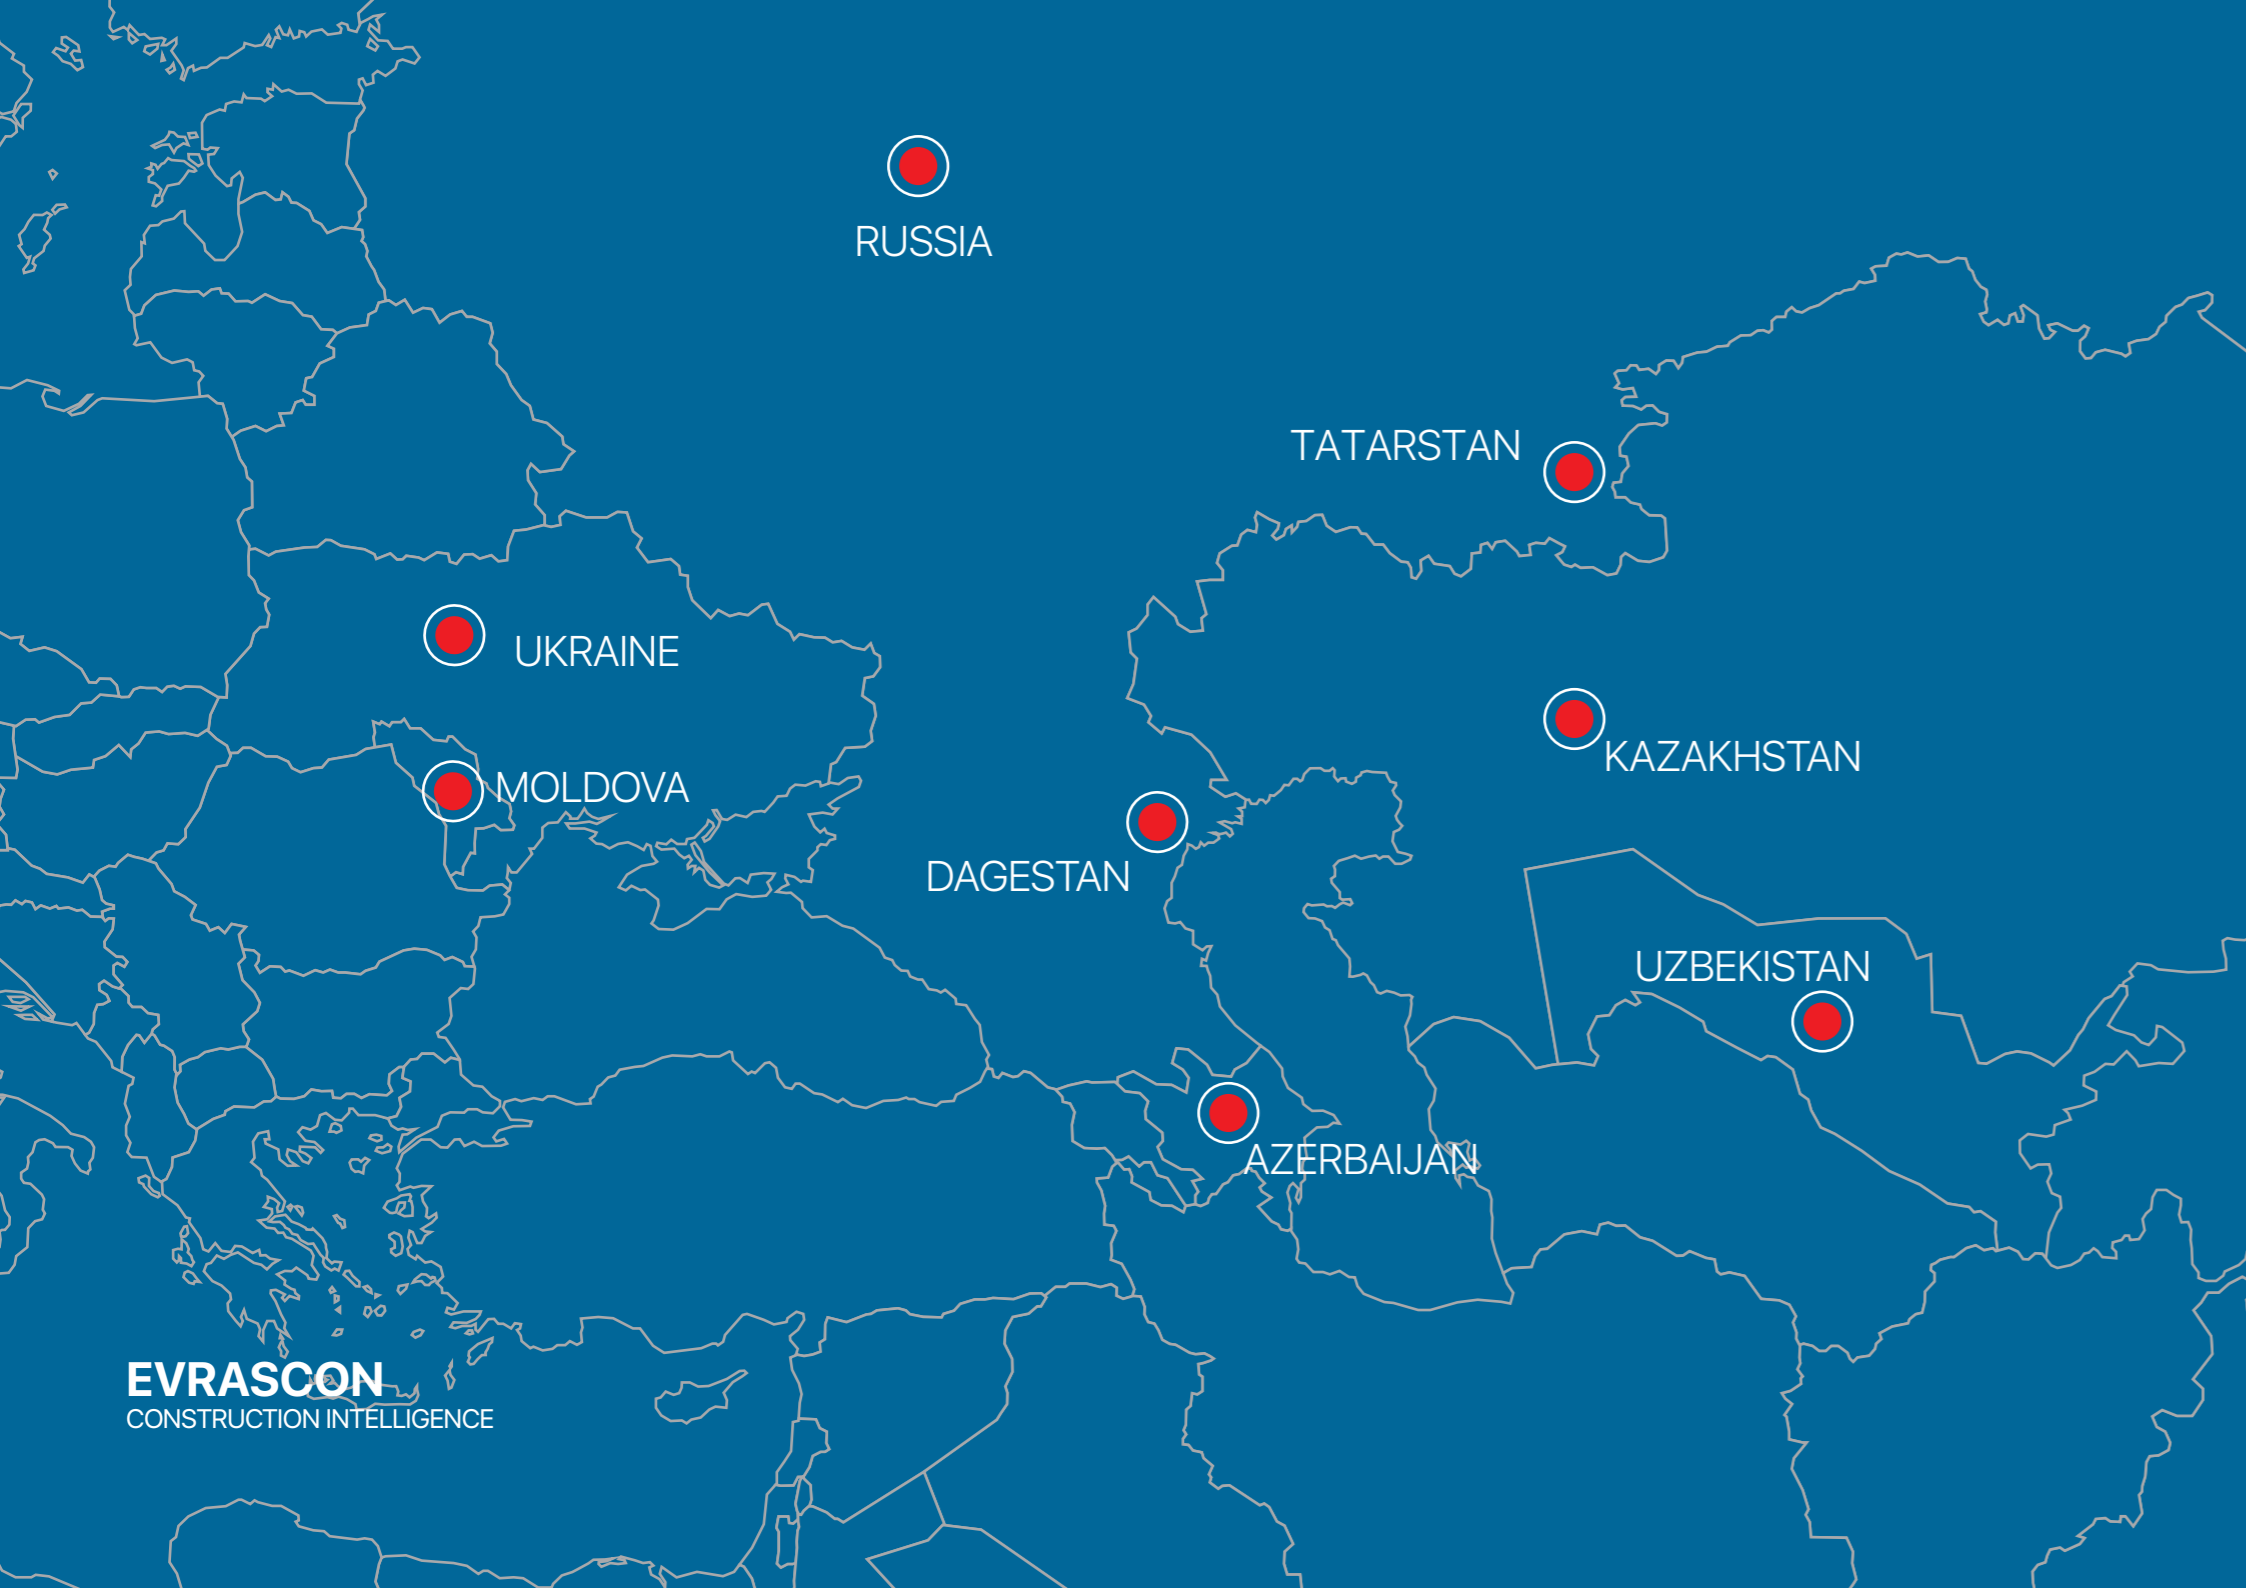 RUSSIA
TATARSTAN
UKRAINE
KAZAKHSTAN
MOLDOVA
DAGESTAN
UZBEKISTAN
AZERBAIJAN
EVRASCON
CONSTRUCTION INTELLIGENCE